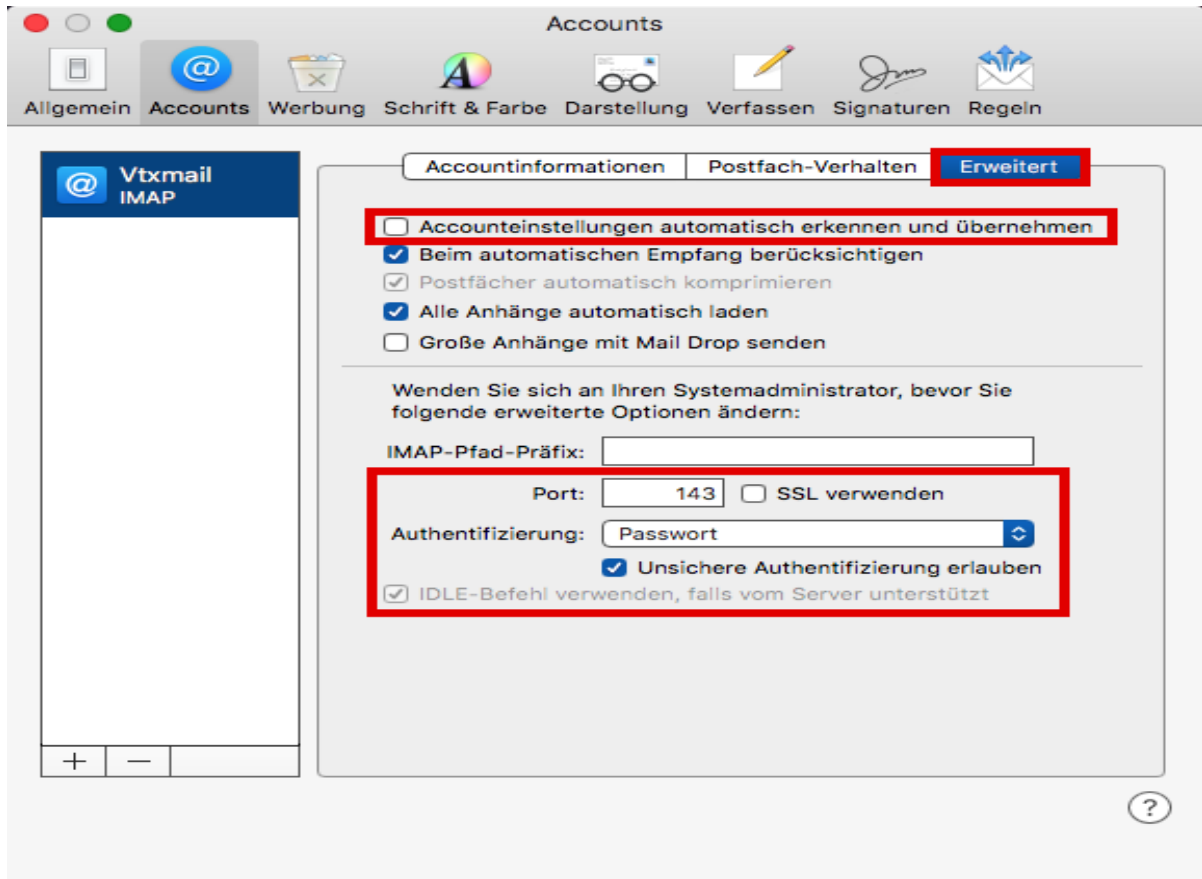 Accounts
Allgemein Accounts Werbung Schrift & Farbe Darstellung Verfassen Signaturen Regeln
Vtxmail
IMAP
Accountinformationen Postfach-Verhalten Erweitert
Accounteinstellungen automatisch erkennen und übernehmen
Beim automatischen Empfang berücksichtigen
Postfächer automatisch komprimieren
Alle Anhänge automatisch laden
Große Anhänge mit Mail Drop senden
Wenden Sie sich an Ihren Systemadministrator, bevor Sie
folgende erweiterte Optionen ändern:
IMAP-Pfad-Präfix:
Port: 143 SSL verwenden
Authentifizierung: Passwort
Unsichere Authentifizierung erlauben
IDLE-Befehl verwenden, falls vom Server unterstützt
+ −
?